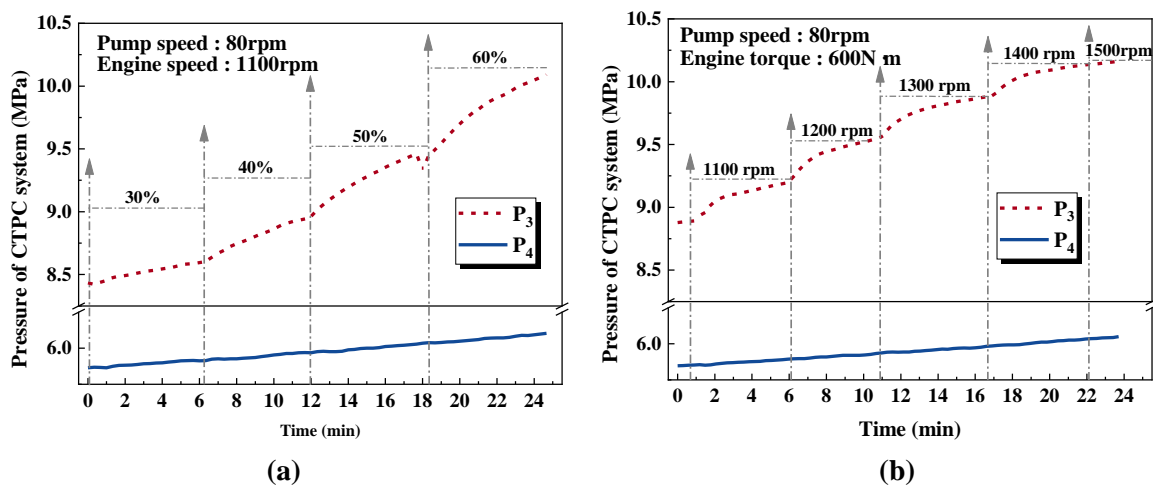 (a)
Pump speed : 80rpm
Engine speed : 1100rpm
30%
40%
50%
60%
P3
P4
Pressure of CTPC system (MPa)
10.5
10.0
9.5
9.0
8.5
6.0
0 2 4 6 8 10 12 14 16 18 20 22 24
Time (min)
(a)
(b)
Pump speed : 80rpm
Engine torque : 600N m
1100 rpm
1200 rpm
1300 rpm
1400 rpm
1500rpm
P3
P4
Pressure of CTPC system (MPa)
10.5
10.0
9.5
9.0
8.5
6.0
0 2 4 6 8 10 12 14 16 18 20 22 24
Time (min)
(b)